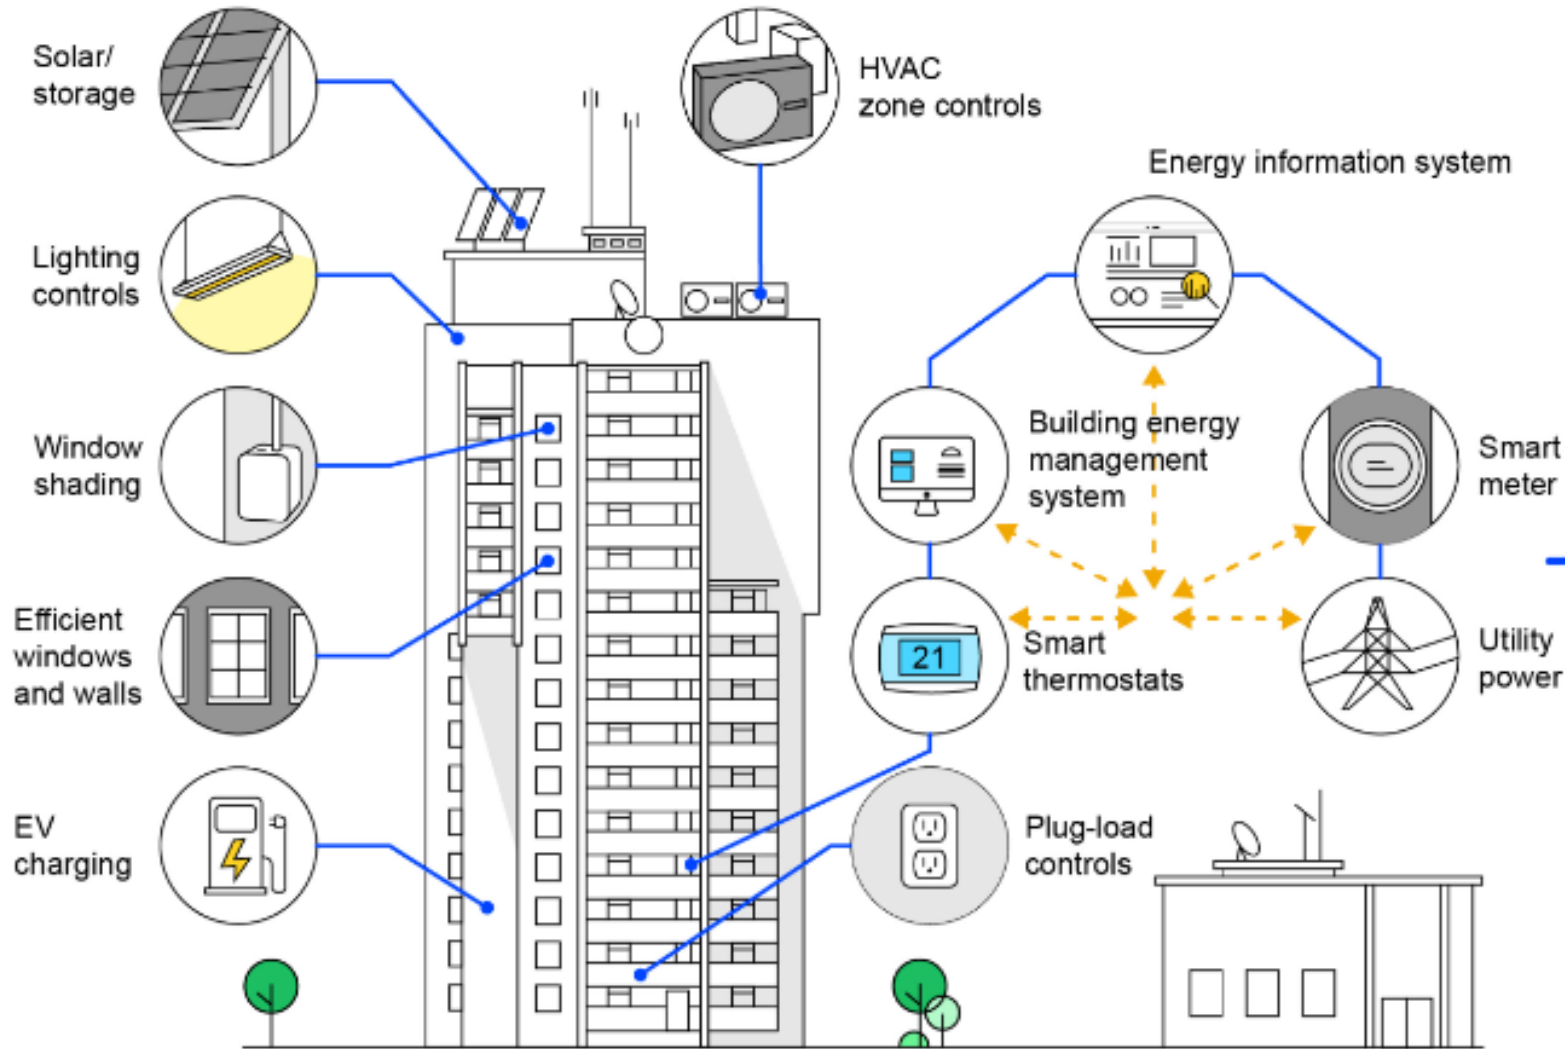 Solar/
storage
HVAC
zone controls
Energy information system
Lighting
controls
Window
shading
Building energy
management
system
Smart
meter
Efficient
windows
and walls
21
Smart
thermostats
Utility
power
EV
charging
Plug-load
controls